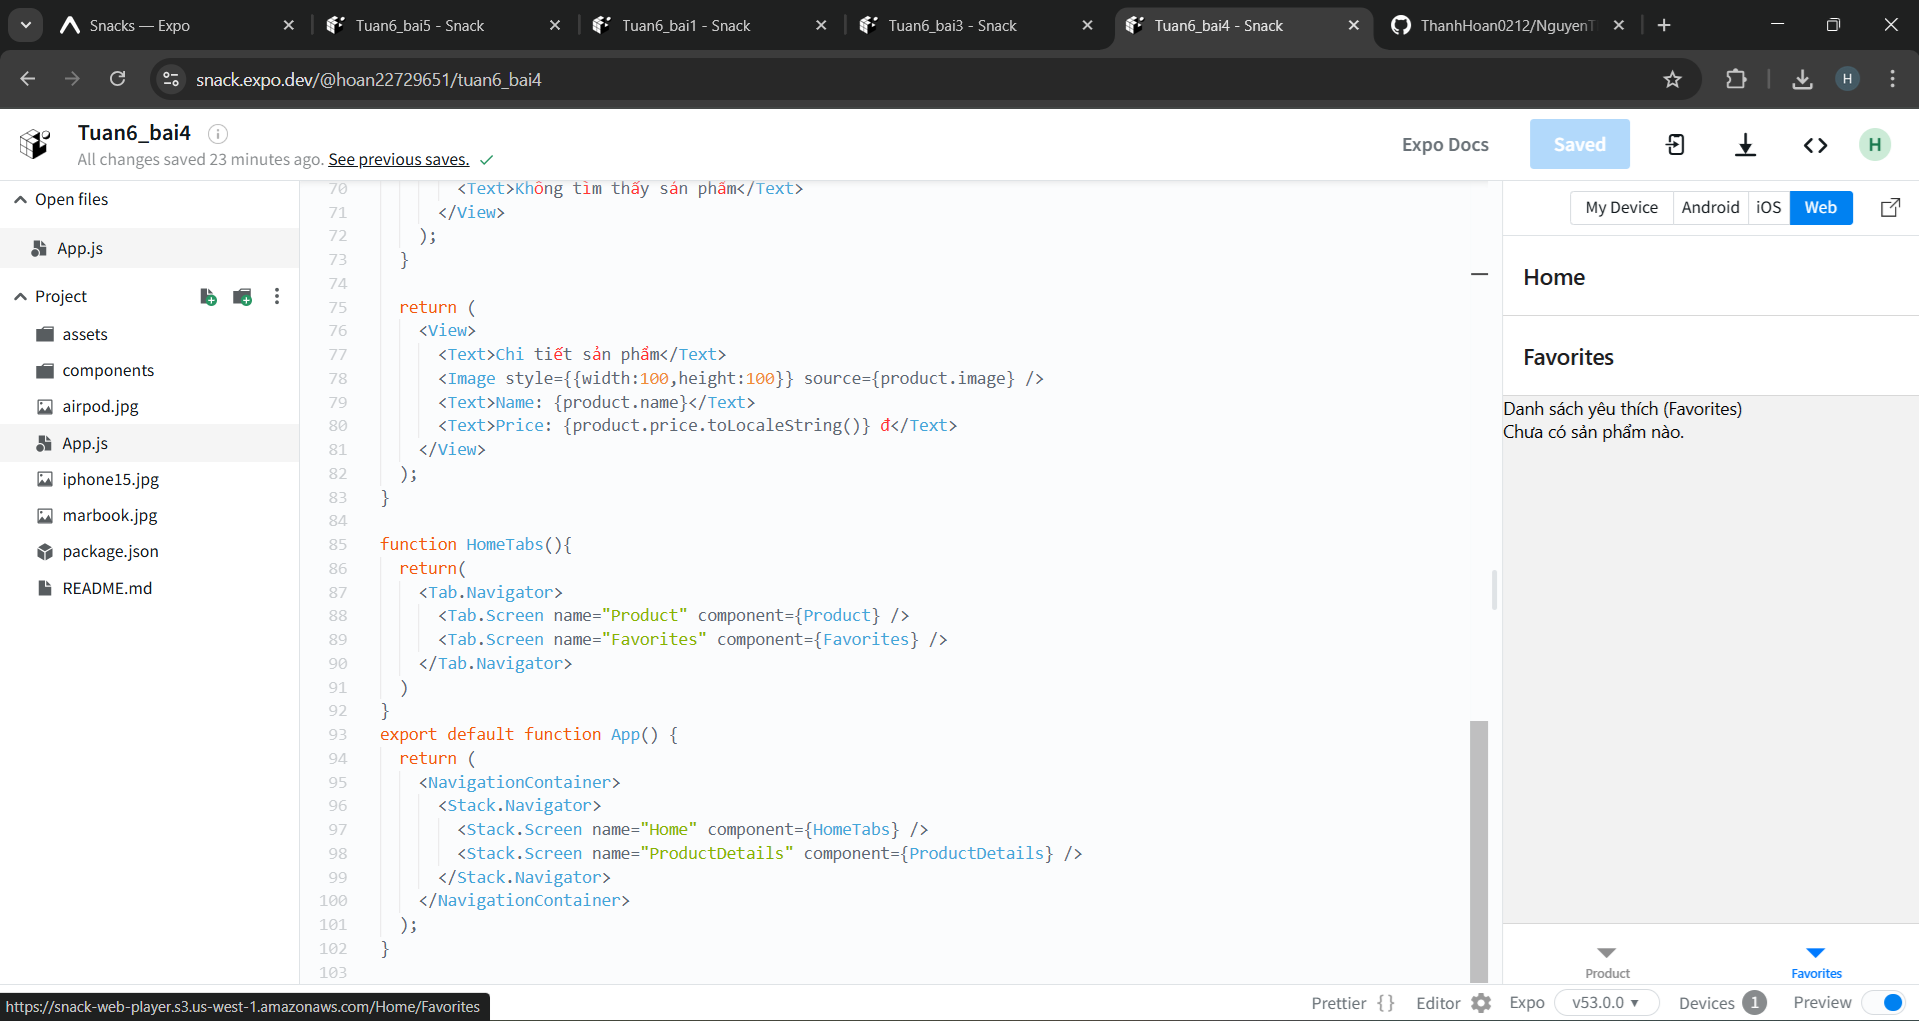 Snacks — Expo
Tuan6_bai5 - Snack
Tuan6_bai1 - Snack
Tuan6_bai3 - Snack
Tuan6_bai4 - Snack
ThanhHoan0212/NguyenT
snack.expo.dev/@hoan22729651/tuan6_bai4
H
Tuan6_bai4
All changes saved 23 minutes ago. See previous saves.
Expo Docs
Saved
H
Open files
App.js
Project
assets
components
airpod.jpg
App.js
iphone15.jpg
marbook.jpg
package.json
README.md
70 <Text>Không tìm thấy sản phẩm</Text>
71 </View>
72 );
73 }
74
75 return (
76 <View>
77 <Text>Chi tiết sản phẩm</Text>
78 <Image style={{width:100,height:100}} source={product.image} />
79 <Text>Name: {product.name}</Text>
80 <Text>Price: {product.price.toLocaleString()} đ</Text>
81 </View>
82 );
83 }
84
85 function HomeTabs(){
86 return(
87 <Tab.Navigator>
88 <Tab.Screen name="Product" component={Product} />
89 <Tab.Screen name="Favorites" component={Favorites} />
90 </Tab.Navigator>
91 )
92 }
93 export default function App() {
94 return (
95 <NavigationContainer>
96 <Stack.Navigator>
97 <Stack.Screen name="Home" component={HomeTabs} />
98 <Stack.Screen name="ProductDetails" component={ProductDetails} />
99 </Stack.Navigator>
100 </NavigationContainer>
101 );
102 }
103
My Device
Android
iOS
Web
Home
Favorites
Danh sách yêu thích (Favorites)
Chưa có sản phẩm nào.
Product
Favorites
https://snack-web-player.s3.us-west-1.amazonaws.com/Home/Favorites
Prettier {}
Editor
Expo
v53.0.0
Devices 1
Preview